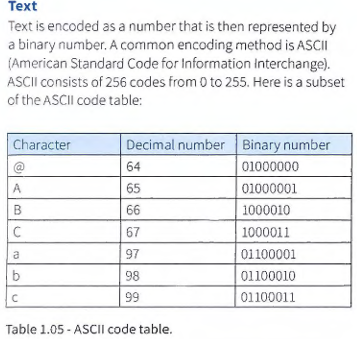 Text
Text is encoded as a number that is then represented by
a binary number. A common encoding method is ASCII
(American Standard Code for Information Interchange).
ASCII consists of 256 codes from 0 to 255. Here is a subset
of the ASCII code table:
Character Decimal number Binary number
@ 64 01000000
A 65 01000001
B 66 1000010
C 67 1000011
a 97 01100001
b 98 01100010
c 99 01100011
Table 1.05 - ASCII code table.